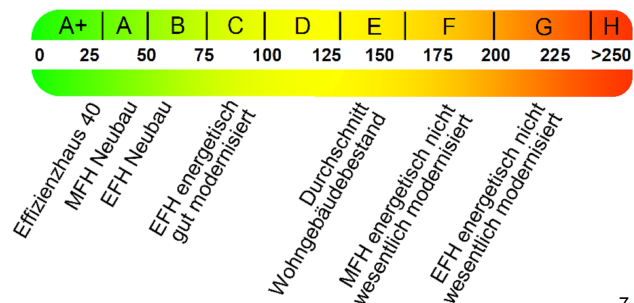 A+ A B C D E F G H
0 25 50 75 100 125 150 175 200 225 >250
Effizienzhaus 40
MFH Neubau
EFH Neubau
EFH energetisch
gut modernisiert
Durchschnitt
Wohngebäudebestand
MFH energetisch nicht
wesentlich modernisiert
EFH energetisch nicht
wesentlich modernisiert
7